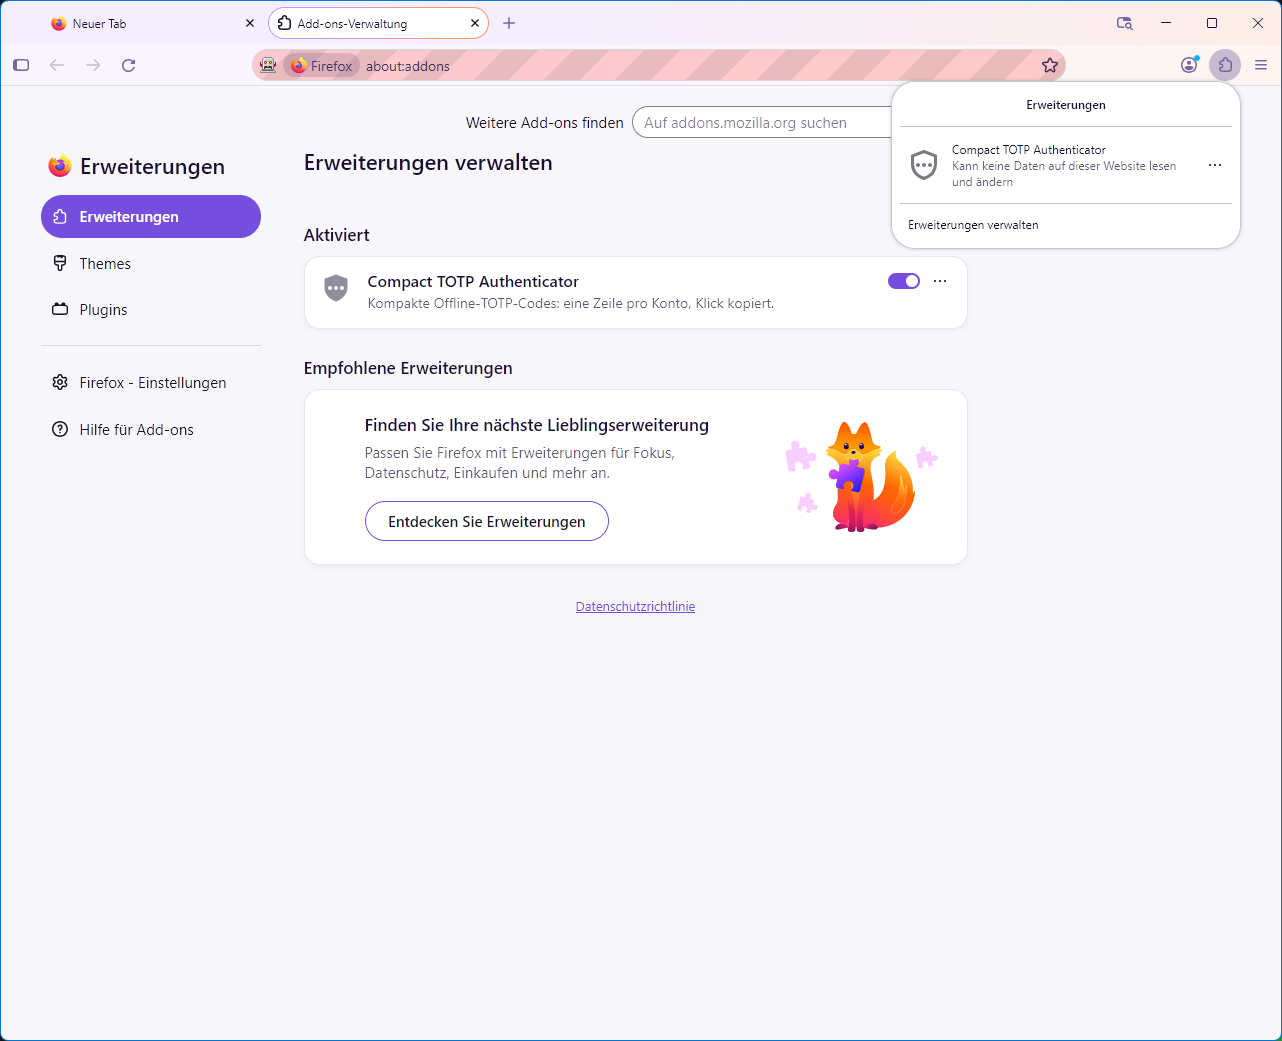 Neuer Tab
Add-ons-Verwaltung
Firefox
about:addons
Erweiterungen
Compact TOTP Authenticator
Kann keine Daten auf dieser Website lesen
und ändern
Erweiterungen verwalten
Weitere Add-ons finden
Auf addons.mozilla.org suchen
Erweiterungen
Erweiterungen
Themes
Plugins
Firefox - Einstellungen
Hilfe für Add-ons
Erweiterungen verwalten
Aktiviert
Compact TOTP Authenticator
Kompakte Offline-TOTP-Codes: eine Zeile pro Konto, Klick kopiert.
Empfohlene Erweiterungen
Finden Sie Ihre nächste Lieblingserweiterung
Passen Sie Firefox mit Erweiterungen für Fokus,
Datenschutz, Einkaufen und mehr an.
Entdecken Sie Erweiterungen
Datenschutzrichtlinie